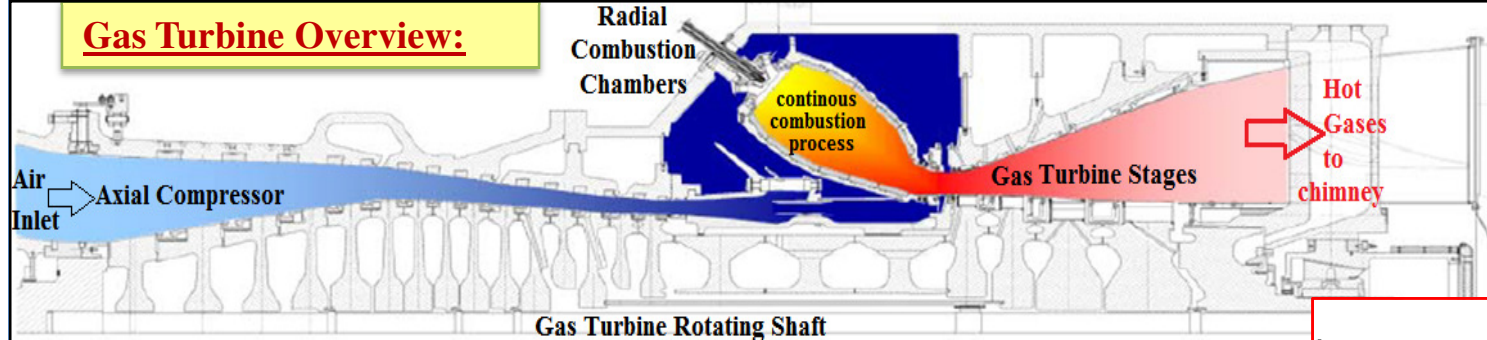 Gas Turbine Overview:
Radial
Combustion
Chambers
continous
combustion
process
Air
Inlet
Axial Compressor
Gas Turbine Stages
Hot
Gases
to
chimney
Gas Turbine Rotating Shaft